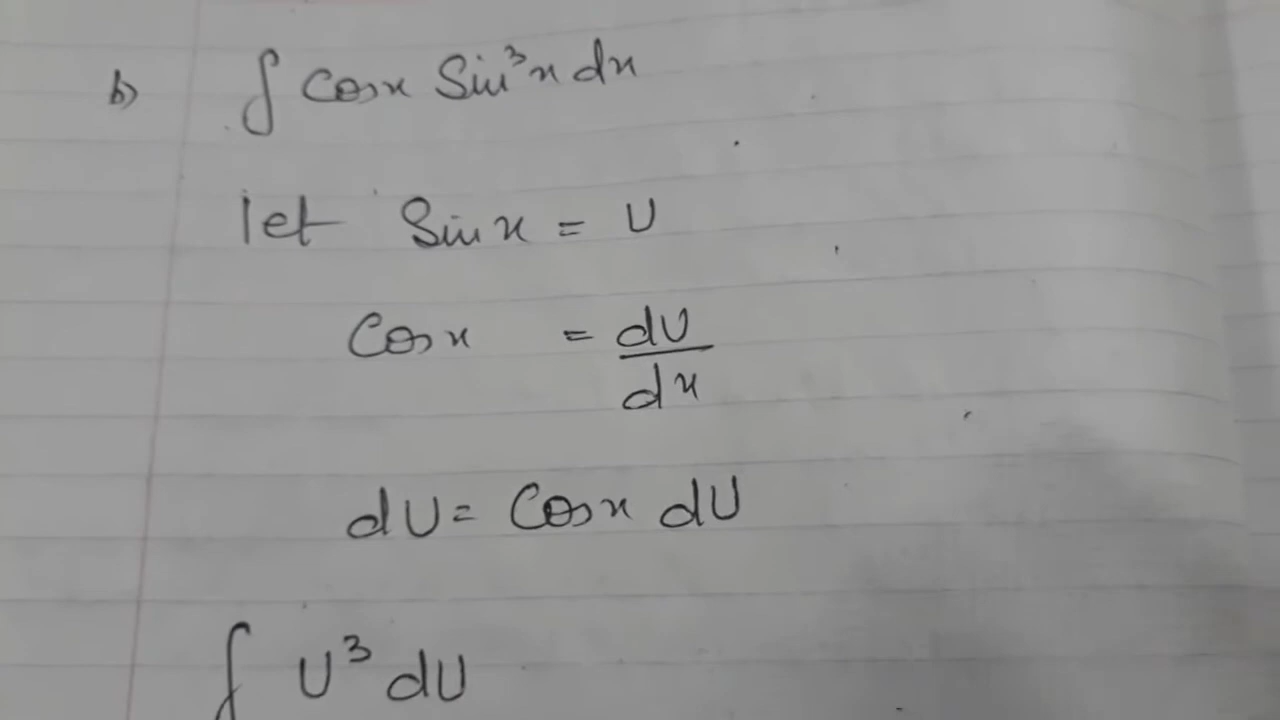 b) ∫ Cosx Sin³x dx
let Sinx = U
Cosx = dU/dx
dU = Cosx dU
∫ U³ dU